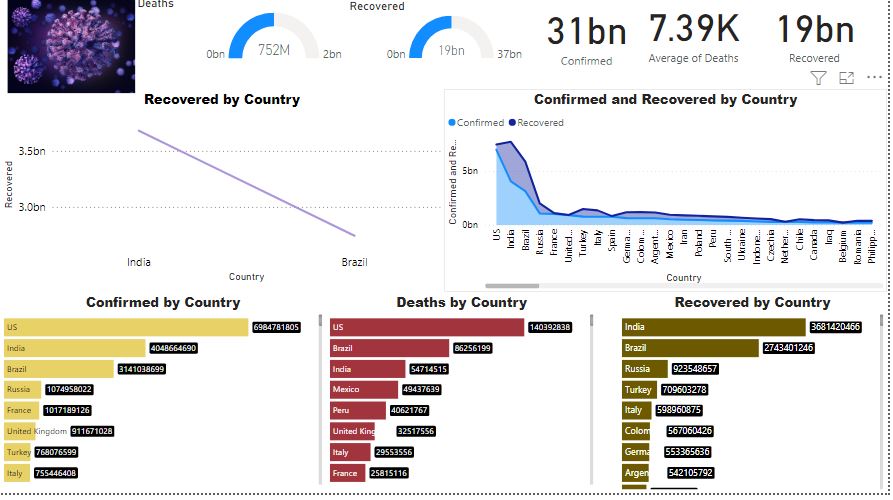 Deaths
752M
0bn
2bn
Recovered
19bn
0bn
37bn
31bn
Confirmed
7.39K
Average of Deaths
19bn
Recovered
Recovered by Country
Recovered
3.5bn
3.0bn
India
Brazil
Country
Confirmed and Recovered by Country
Confirmed
Recovered
Confirmed and Re...
5bn
0bn
US
India
Brazil
Russia
France
United...
Turkey
Italy
Spain
Germa...
Colom ...
Argent...
Mexico
Iran
Poland
Peru
South ...
Ukraine
Indone...
Czechia
Nether...
Chile
Canada
Iraq
Belgium
Romania
Philipp...
Country
Confirmed by Country
US 6984781805
India 4048664690
Brazil 3141038699
Russia 1074958022
France 1017189126
United Kingdom 911671028
Turkey 768076599
Italy 755446408
Deaths by Country
US 140392838
Brazil 86256199
India 54714515
Mexico 49437639
Peru 40621767
United King 32517556
Italy 29553556
France 25815116
Recovered by Country
India 3681420466
Brazil 2743401246
Russia 923548657
Turkey 709603278
Italy 598960875
Colom 567060426
Germa 553365636
Argen 542105792